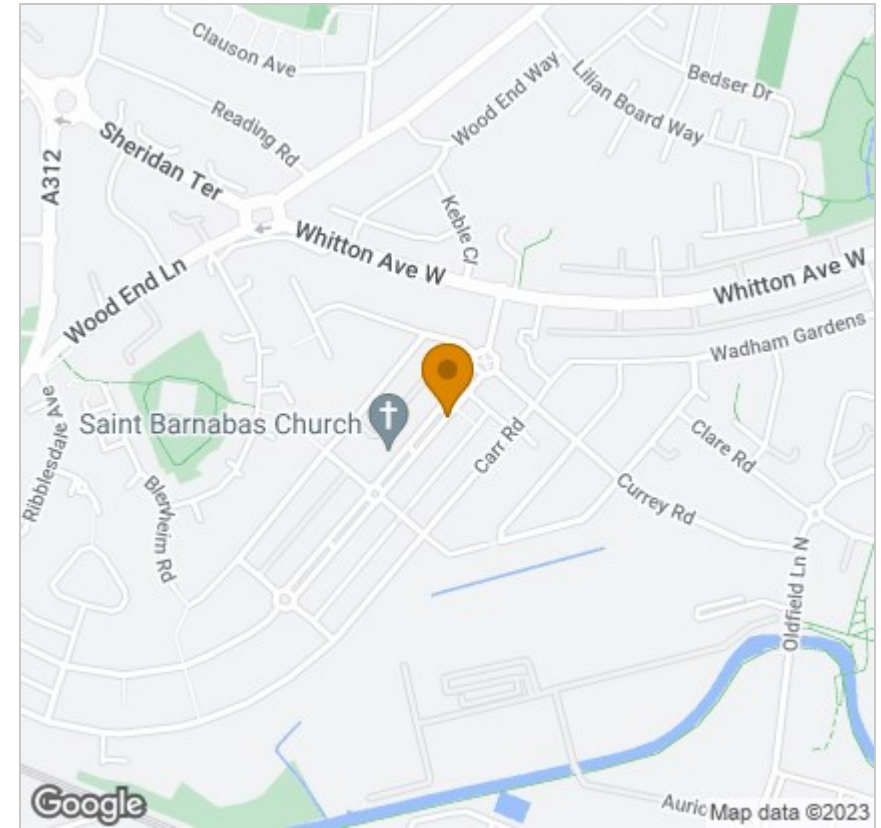 Clauson Ave
Bedser Dr
Lilian Board Way
Wood End Way
Reading Rd
A312
Sheridan Ter
Keble Cl
Whitton Ave W
Whitton Ave W
Wood End Ln
Wadham Gardens
Saint Barnabas Church
Ribblesdale Ave
Carr Rd
Clare Rd
Blenheim Rd
Currey Rd
Oldfield Ln N
Google
Auric
Map data ©2023